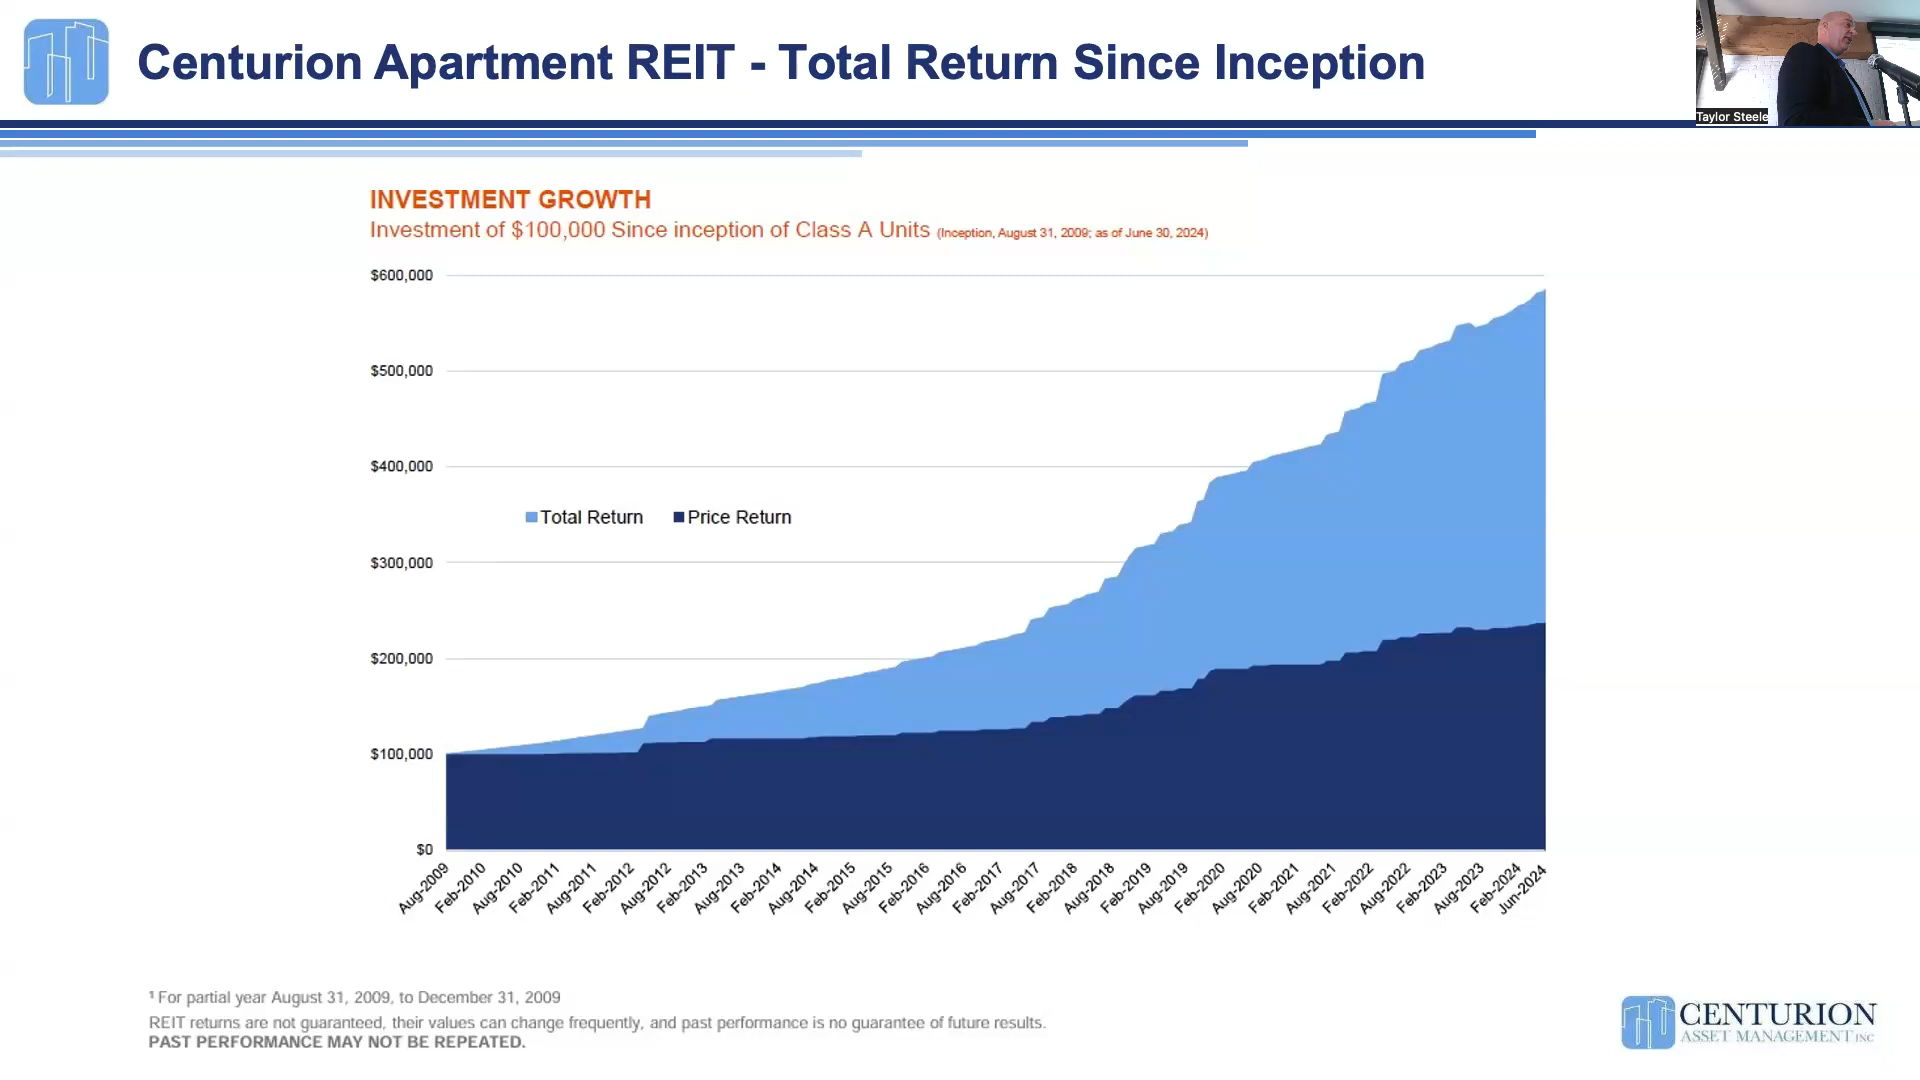 Centurion Apartment REIT - Total Return Since Inception
Taylor Steele
INVESTMENT GROWTH
Investment of $100,000 Since inception of Class A Units (Inception, August 31, 2009; as of June 30, 2024)
$600,000
$500,000
$400,000
Total Return Price Return
$300,000
$200,000
$100,000
$0
Aug-2009 Feb-2010 Aug-2010 Feb-2011 Aug-2011 Feb-2012 Aug-2012 Feb-2013 Aug-2013 Feb-2014 Aug-2014 Feb-2015 Aug-2015 Feb-2016 Aug-2016 Feb-2017 Aug-2017 Feb-2018 Aug-2018 Feb-2019 Aug-2019 Feb-2020 Aug-2020 Feb-2021 Aug-2021 Feb-2022 Aug-2022 Feb-2023 Aug-2023 Feb-2024 Jun-2024
¹ For partial year August 31, 2009, to December 31, 2009
REIT returns are not guaranteed, their values can change frequently, and past performance is no guarantee of future results.
PAST PERFORMANCE MAY NOT BE REPEATED.
CENTURION
ASSET MANAGEMENT INC